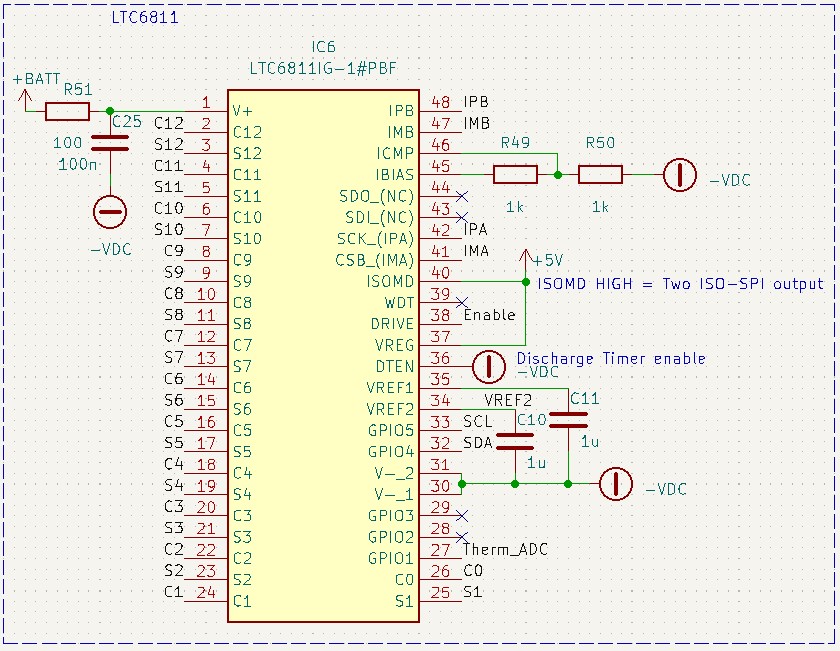 LTC6811
IC6
LTC6811IG-1#PBF
+BATT
R51
100
C25
100n
-VDC
1 V+
C12 2 C12
S12 3 S12
C11 4 C11
S11 5 S11
C10 6 C10
S10 7 S10
C9 8 C9
S9 9 S9
C8 10 C8
S8 11 S8
C7 12 C7
S7 13 S7
C6 14 C6
S6 15 S6
C5 16 C5
S5 17 S5
C4 18 C4
S4 19 S4
C3 20 C3
S3 21 S3
C2 22 C2
S2 23 S2
C1 24 C1
IPB 48 IPB
IMB 47 IMB
ICMP 46
IBIAS 45
SDO_(NC) 44
SDI_(NC) 43
SCK_(IPA) 42 IPA
CSB_(IMA) 41 IMA
ISOMD 40
WDT 39
DRIVE 38 Enable
VREG 37
DTEN 36
VREF1 35
VREF2 34 VREF2
GPIO5 33 SCL
GPIO4 32 SDA
V-_2 31
V-_1 30
GPIO3 29
GPIO2 28
GPIO1 27 Therm_ADC
C0 26 C0
S1 25 S1
R49
1k
R50
1k
-VDC
+5V
ISOMD HIGH = Two ISO-SPI output
Discharge Timer enable
-VDC
C10
1u
C11
1u
-VDC